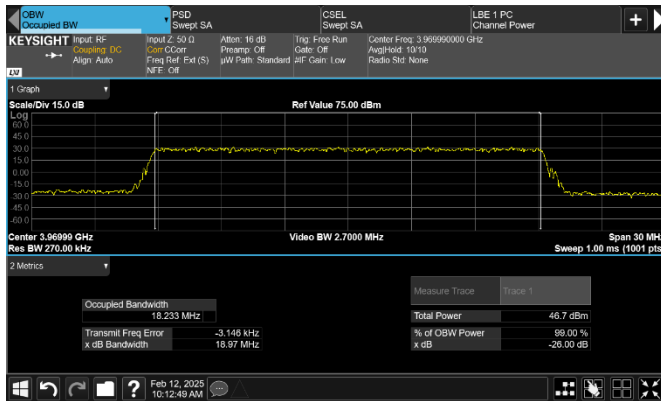 OBW
Occupied BW
PSD
Swept SA
CSEL
Swept SA
LBE 1 PC
Channel Power
KEYSIGHT
Input: RF
Coupling: DC
Align: Auto
Input Z: 50 Ω
Corr CCorr
Freq Ref: Ext (S)
NFE: Off
Atten: 16 dB
Preamp: Off
µW Path: Standard
Trig: Free Run
Gate: Off
#IF Gain: Low
Center Freq: 3.969990000 GHz
Avg|Hold: 10/10
Radio Std: None
LXI
1 Graph
Scale/Div 15.0 dB
Ref Value 75.00 dBm
Log
60.0
45.0
30.0
15.0
0.00
-15.0
-30.0
-45.0
-60.0
Center 3.96999 GHz
Video BW 2.7000 MHz
Span 30 MHz
Res BW 270.00 kHz
Sweep 1.00 ms (1001 pts
2 Metrics
Measure Trace
Trace 1
Occupied Bandwidth
18.233 MHz
Total Power
46.7 dBm
Transmit Freq Error
-3.146 kHz
% of OBW Power
99.00 %
x dB Bandwidth
18.97 MHz
x dB
-26.00 dB
?
Feb 12, 2025
10:12:49 AM